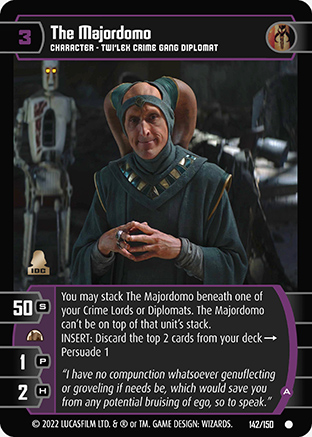 3
The Majordomo
CHARACTER - TWI'LEK CRIME GANG DIPLOMAT
IDC
50 S
You may stack The Majordomo beneath one of
your Crime Lords or Diplomats. The Majordomo
can't be on top of that unit's stack.
INSERT: Discard the top 2 cards from your deck →
Persuade 1
1 P
2 H
"I have no compunction whatsoever genuflecting
or groveling if needs be, which would save you
from any potential bruising of ego, so to speak."
A
© 2022 LUCASFILM LTD. & ® or TM. GAME DESIGN: WIZARDS. 142/150